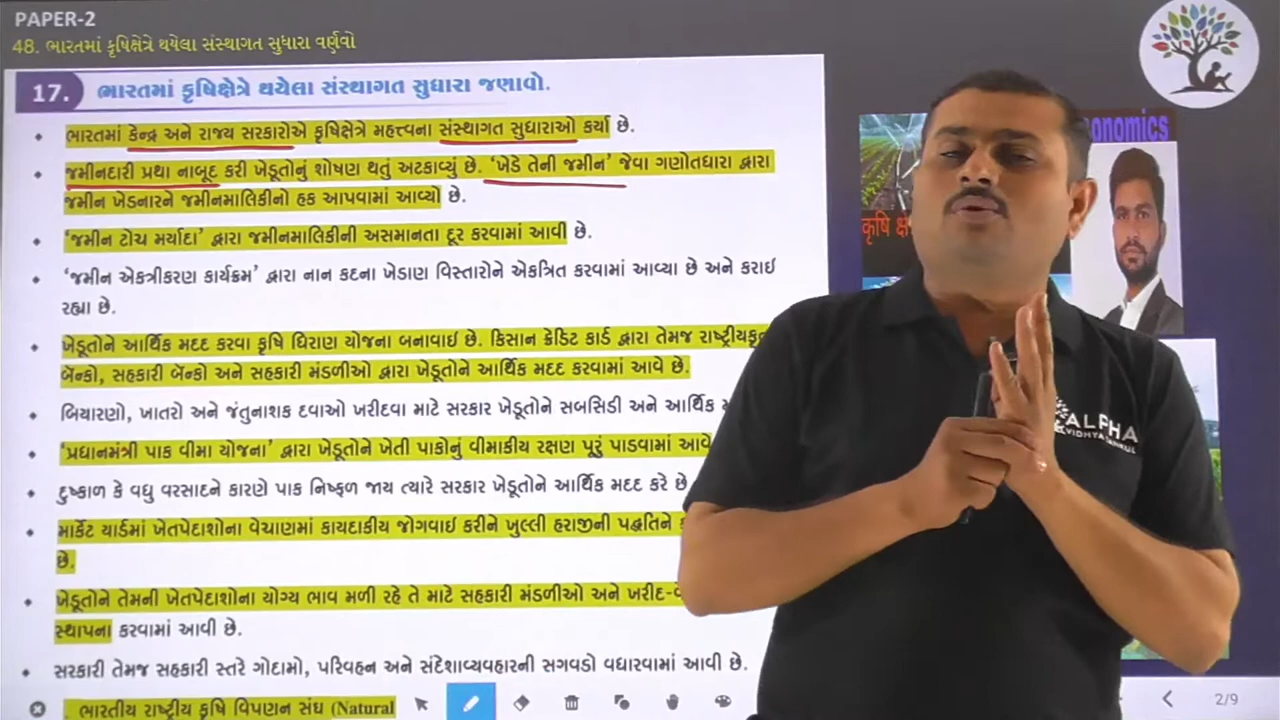 PAPER-2
48. ભારતમાં કૃષિક્ષેત્રે થયેલા સંસ્થાગત સુધારા વર્ણવો
17. ભારતમાં કૃષિક્ષેત્રે થયેલા સંસ્થાગત સુધારા જણાવો.
ભારતમાં કેન્દ્ર અને રાજ્ય સરકારોએ કૃષિક્ષેત્રે મહત્ત્વના સંસ્થાગત સુધારાઓ કર્યા છે.
જમીનદારી પ્રથા નાબૂદ કરી ખેડૂતોનું શોષણ થતું અટકાવ્યું છે. 'ખેડે તેની જમીન' જેવા ગણોતધારા દ્વારા
જમીન ખેડનારને જમીનમાલિકીનો હક આપવામાં આવ્યો છે.
'જમીન ટોચ મર્યાદા' દ્વારા જમીનમાલિકીની અસમાનતા દૂર કરવામાં આવી છે.
'જમીન એકત્રીકરણ કાર્યક્રમ' દ્વારા નાના કદના ખેડાણ વિસ્તારોને એકત્રિત કરવામાં આવ્યા છે અને કરાઈ
રહ્યા છે.
ખેડૂતોને આર્થિક મદદ કરવા કૃષિ ધિરાણ યોજના બનાવાઈ છે. કિસાન ક્રેડિટ કાર્ડ દ્વારા તેમજ
બૅન્કો, સહકારી બૅન્કો અને સહકારી મંડળીઓ દ્વારા ખેડૂતોને આર્થિક મદદ કરવામાં આવે છે.
બિયારણો, ખાતરો અને જંતુનાશક દવાઓ ખરીદવા માટે સરકાર ખેડૂતોને સબસિડી અને આર્થિક
'પ્રધાનમંત્રી પાક વીમા યોજના' દ્વારા ખેડૂતોને ખેતી પાકોનું વીમાકીય રક્ષણ પૂરું પાડવામાં આવે
દુષ્કાળ કે વધુ વરસાદને કારણે પાક નિષ્ફળ જાય ત્યારે સરકાર ખેડૂતોને આર્થિક મદદ કરે છે
માર્કેટ યાર્ડમાં ખેતપેદાશોના વેચાણમાં કાયદાકીય જોગવાઈ કરીને ખુલ્લી હરાજીની પદ્ધતિને
છે.
ખેડૂતોને તેમની ખેતપેદાશોના યોગ્ય ભાવ મળી રહે તે માટે સહકારી મંડળીઓ અને ખરીદ-
સ્થાપના કરવામાં આવી છે.
સરકારી તેમજ સહકારી સ્તરે ગોદામો, પરિવહન અને સંદેશાવ્યવહારની સગવડો વધારવામાં આવી છે.
ભારતીય રાષ્ટ્રીય કૃષિ વિપણન સંઘ (Natural
onomics
कृषि क्ष
ALPHA
VIDHYA SANKUL
2/9